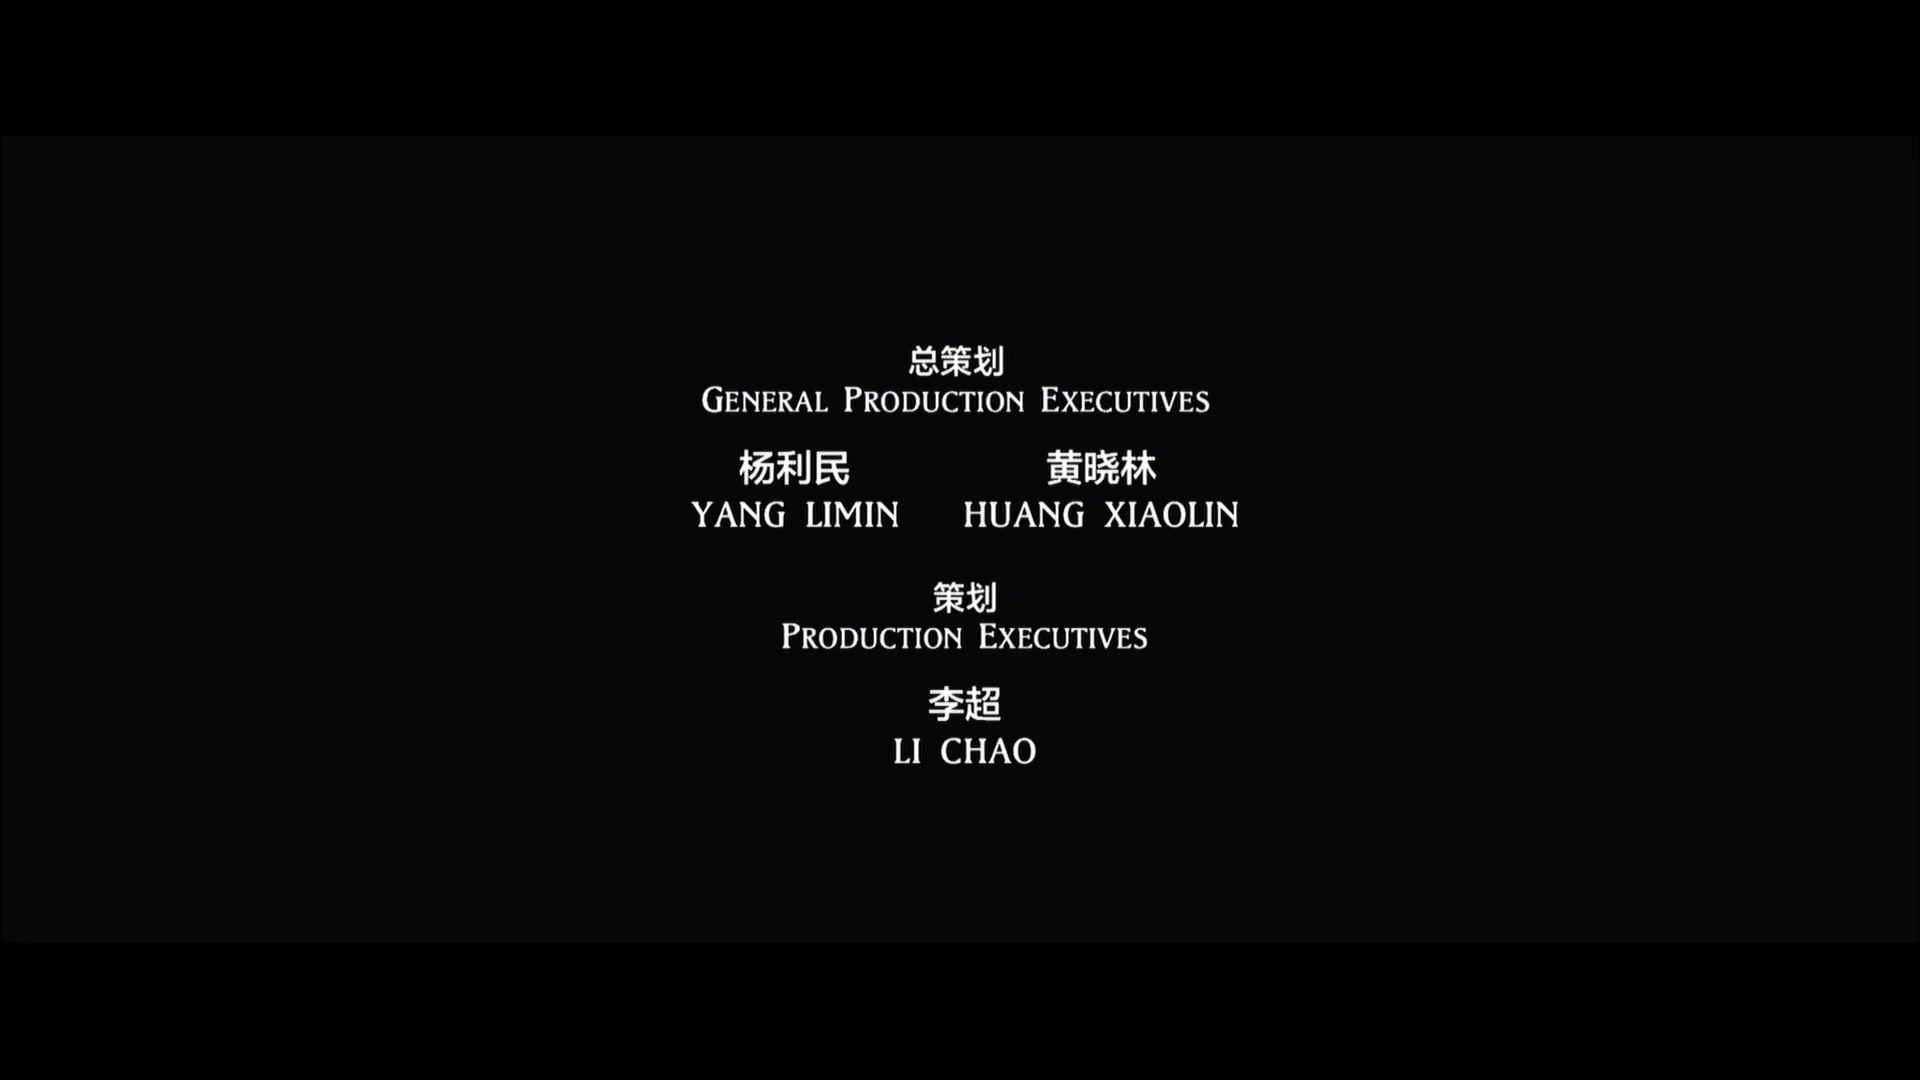 总策划
GENERAL PRODUCTION EXECUTIVES
杨利民 黄晓林
YANG LIMIN HUANG XIAOLIN
策划
PRODUCTION EXECUTIVES
李超
LI CHAO